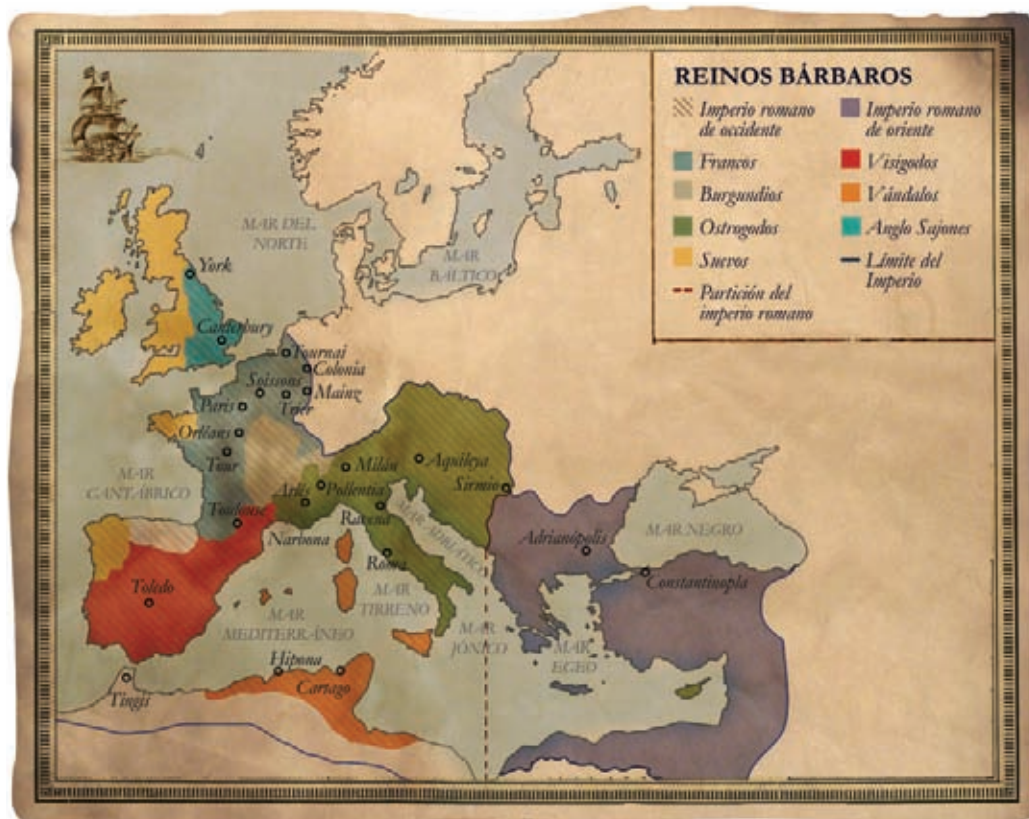 REINOS BÁRBAROS
Imperio romano
de occidente
Francos
Burgundios
Ostrogodos
Suevos
Partición del
imperio romano
Imperio romano
de oriente
Visigodos
Vándalos
Anglo Sajones
Límite del
Imperio
MAR DEL
NORTE
MAR
BÁLTICO
York
Canterbury
Tournai
Colonia
Soissons
Mainz
Trier
París
Orléans
Tour
MAR
CANTÁBRICO
Milán
Aquileya
Sirmio
Arlés
Pollentia
Toulouse
Narbona
Ravena
MAR ADRIÁTICO
Roma
Adrianópolis
MAR NEGRO
Constantinopla
Toledo
MAR
MEDITERRÁNEO
MAR
TIRRENO
MAR
JÓNICO
MAR
EGEO
Hipona
Cartago
Tingis